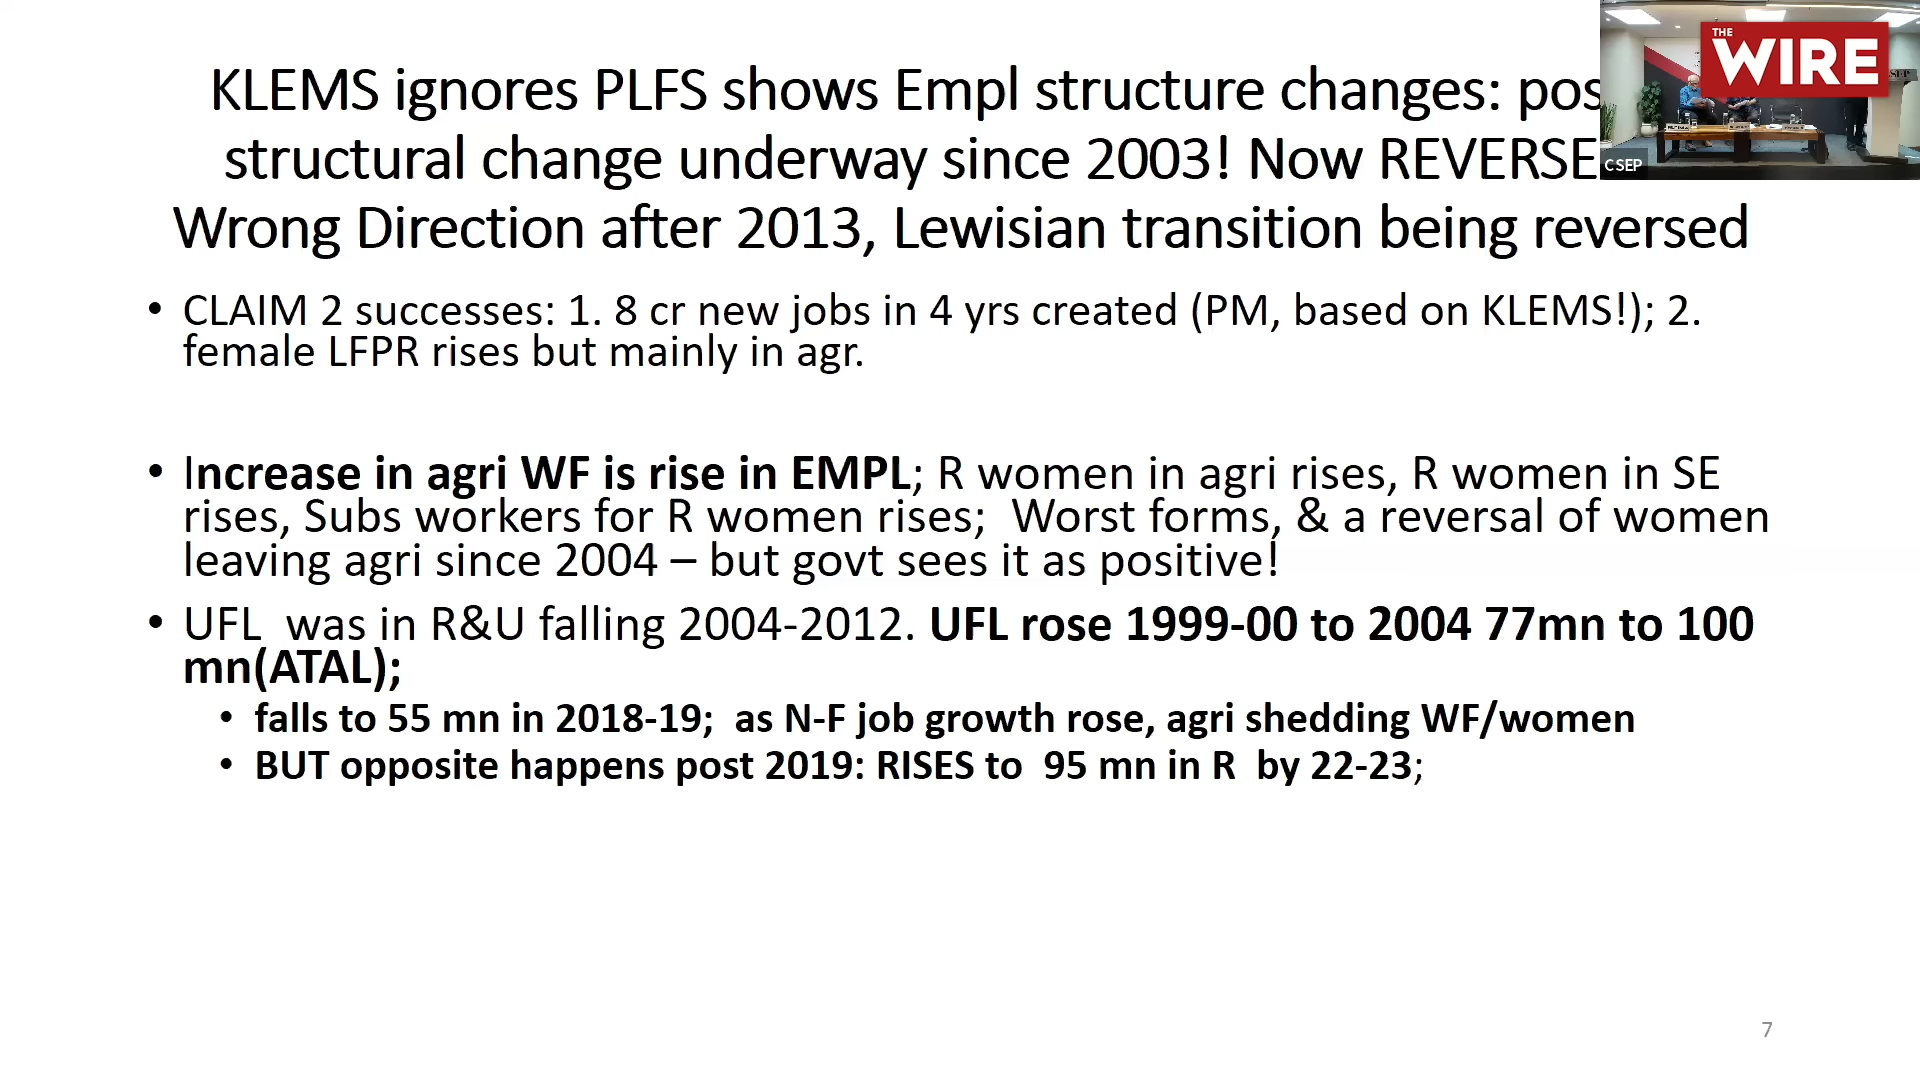 KLEMS ignores PLFS shows Empl structure changes: pos
structural change underway since 2003! Now REVERSE
Wrong Direction after 2013, Lewisian transition being reversed
THE
WIRE
CSEP
• CLAIM 2 successes: 1. 8 cr new jobs in 4 yrs created (PM, based on KLEMS!); 2.
female LFPR rises but mainly in agr.
• Increase in agri WF is rise in EMPL; R women in agri rises, R women in SE
rises, Subs workers for R women rises;  Worst forms, & a reversal of women
leaving agri since 2004 – but govt sees it as positive!
• UFL  was in R&U falling 2004-2012. UFL rose 1999-00 to 2004 77mn to 100
mn(ATAL);
• falls to 55 mn in 2018-19;  as N-F job growth rose, agri shedding WF/women
• BUT opposite happens post 2019: RISES to  95 mn in R  by 22-23;
7